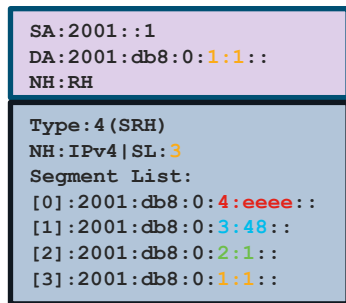 SA:2001::1
DA:2001:db8:0:1:1::
NH:RH
Type:4(SRH)
NH:IPv4|SL:3
Segment List:
[0]:2001:db8:0:4:eeee::
[1]:2001:db8:0:3:48::
[2]:2001:db8:0:2:1::
[3]:2001:db8:0:1:1::